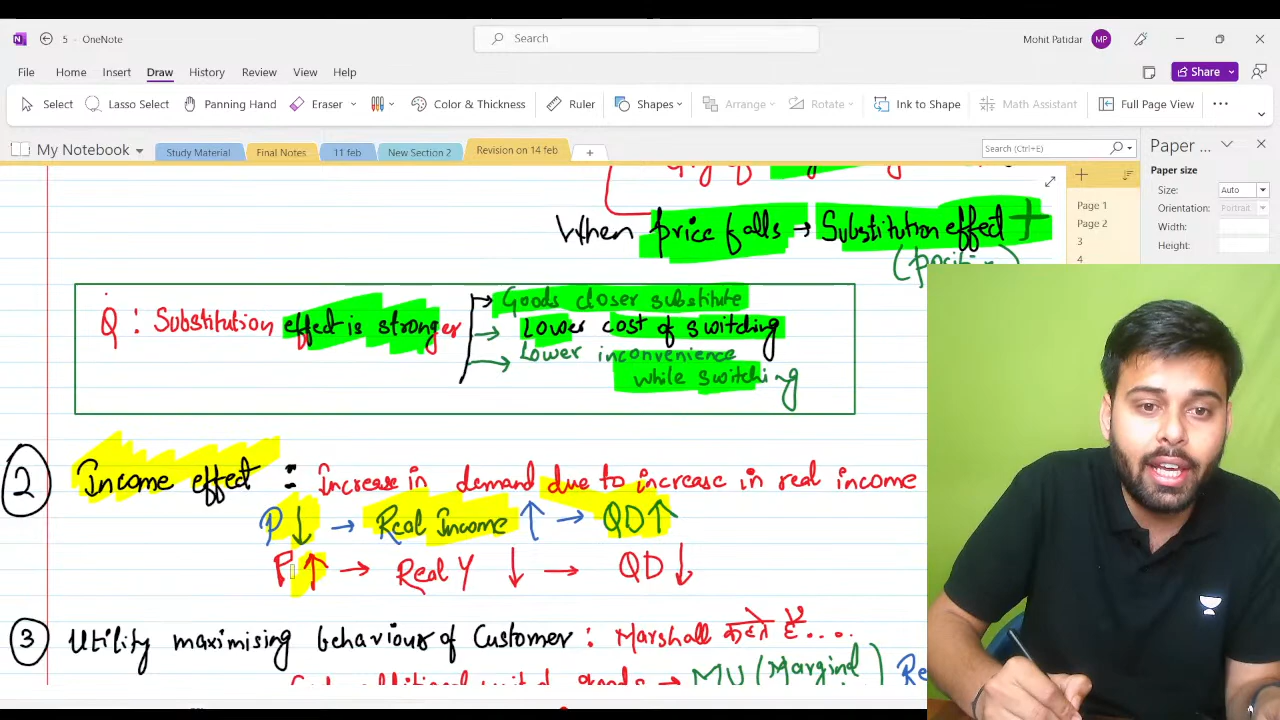 5 - OneNote
Search
Mohit Patidar MP
File Home Insert Draw History Review View Help
Share
Select Lasso Select Panning Hand Eraser Color & Thickness Ruler Shapes Arrange Rotate Ink to Shape Math Assistant Full Page View
My Notebook Study Material Final Notes 11 feb New Section 2 Revision on 14 feb + Search (Ctrl+E)
Paper ...
Paper size
Size: Auto
Orientation: Portrait
Width:
Height:
Page 1
Page 2
3
4
When price falls → Substitution effect +
Q : Substitution effect is stronger → Goods closer substitute
→ Lower cost of switching
→ Lower inconvenience
while switching
2 Income effect : Increase in demand due to increase in real income
P ↓ → Real Income ↑ → QD ↑
P ↑ → Real Y ↓ → QD ↓
3 Utility maximising behaviour of Customer : Marshall कहते है ....
MU (Marginal